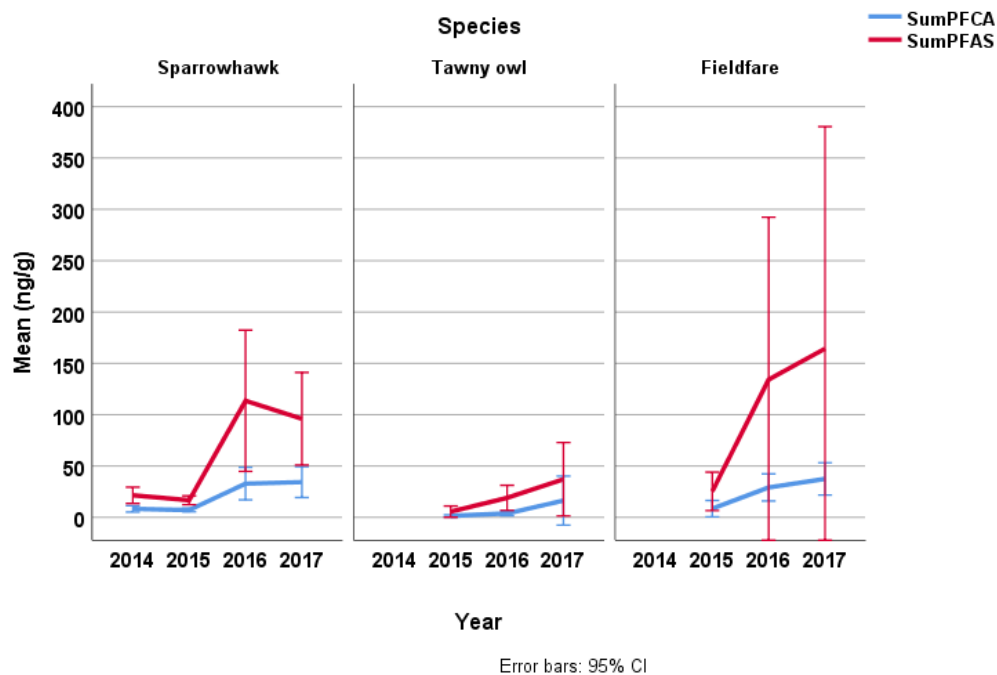 Species
SumPFCA
SumPFAS
Sparrowhawk
Tawny owl
Fieldfare
Mean (ng/g)
400
350
300
250
200
150
100
50
0
2014 2015 2016 2017
2014 2015 2016 2017
2014 2015 2016 2017
Year
Error bars: 95% CI